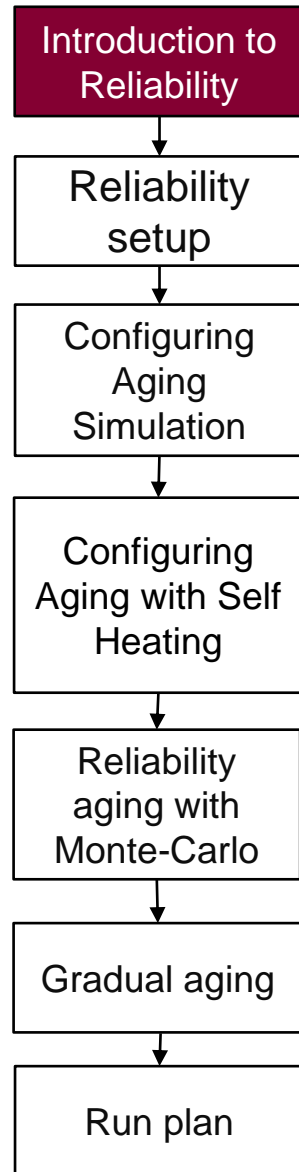 Introduction to
Reliability
Reliability
setup
Configuring
Aging
Simulation
Configuring
Aging with Self
Heating
Reliability
aging with
Monte-Carlo
Gradual aging
Run plan